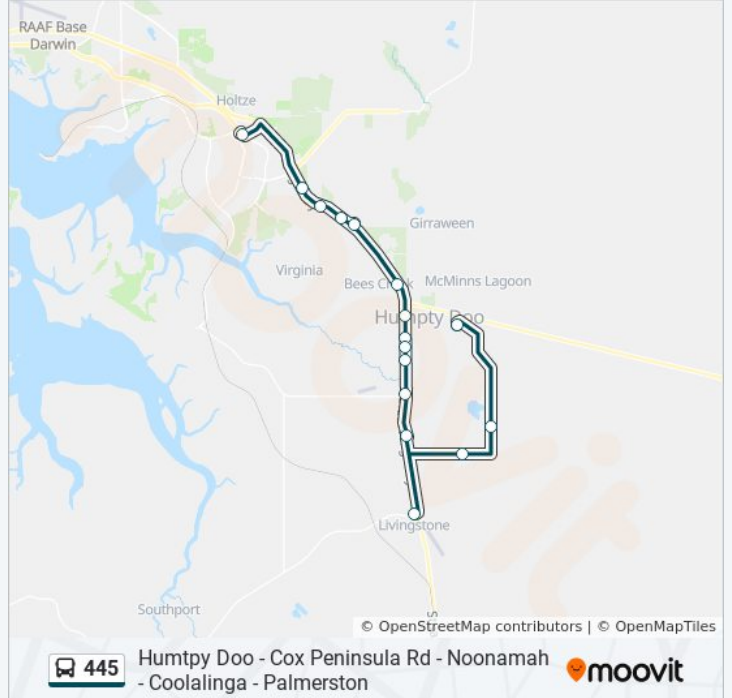 RAAF Base
Darwin
Holtze
Girraween
Virginia
Bees Creek
McMinns Lagoon
Humpty Doo
Livingstone
Southport
S
© OpenStreetMap contributors | © OpenMapTiles
445
Humtpy Doo - Cox Peninsula Rd - Noonamah
- Coolalinga - Palmerston
moovit